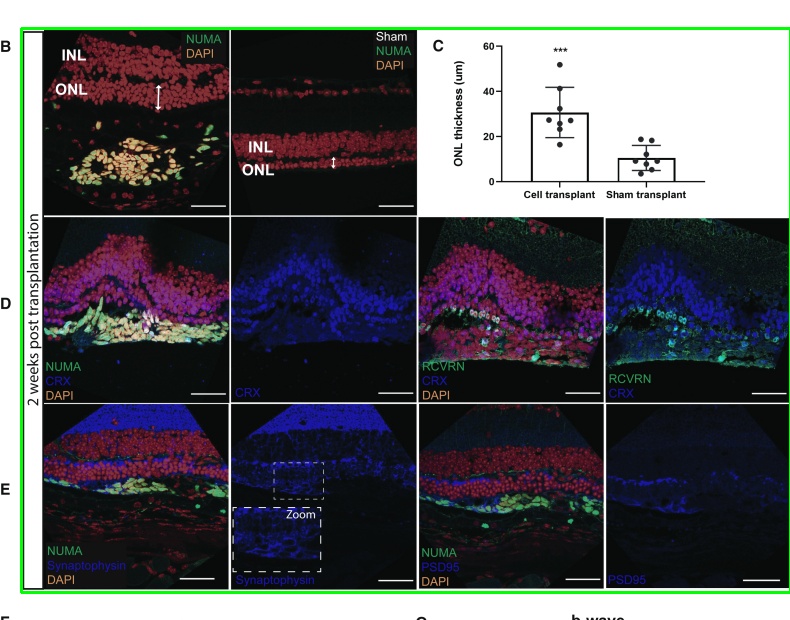 B
INL
ONL
NUMA
DAPI
Sham
NUMA
DAPI
INL
ONL
C
ONL thickness (um)
60
40
20
0
***
Cell transplant
Sham transplant
2 weeks post transplantation
D
NUMA
CRX
DAPI
CRX
RCVRN
CRX
DAPI
RCVRN
CRX
E
NUMA
Synaptophysin
DAPI
Zoom
Synaptophysin
NUMA
PSD95
DAPI
PSD95
b-wave